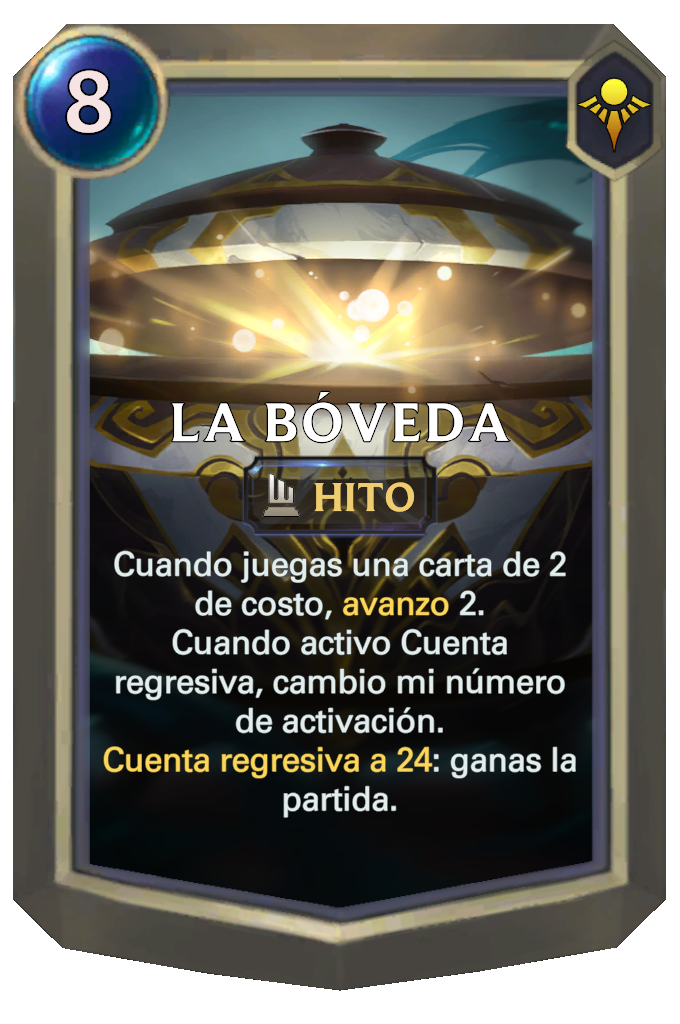 8
LA BÓVEDA
HITO
Cuando juegas una carta de 2
de costo, avanzo 2.
Cuando activo Cuenta
regresiva, cambio mi número
de activación.
Cuenta regresiva a 24: ganas la
partida.